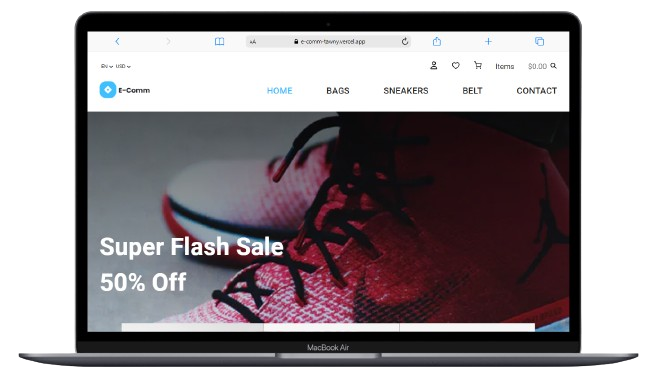 AA e-comm-tawny.vercel.app
EN USD Items $0.00
E-Comm HOME BAGS SNEAKERS BELT CONTACT
Super Flash Sale
50% Off
MacBook Air